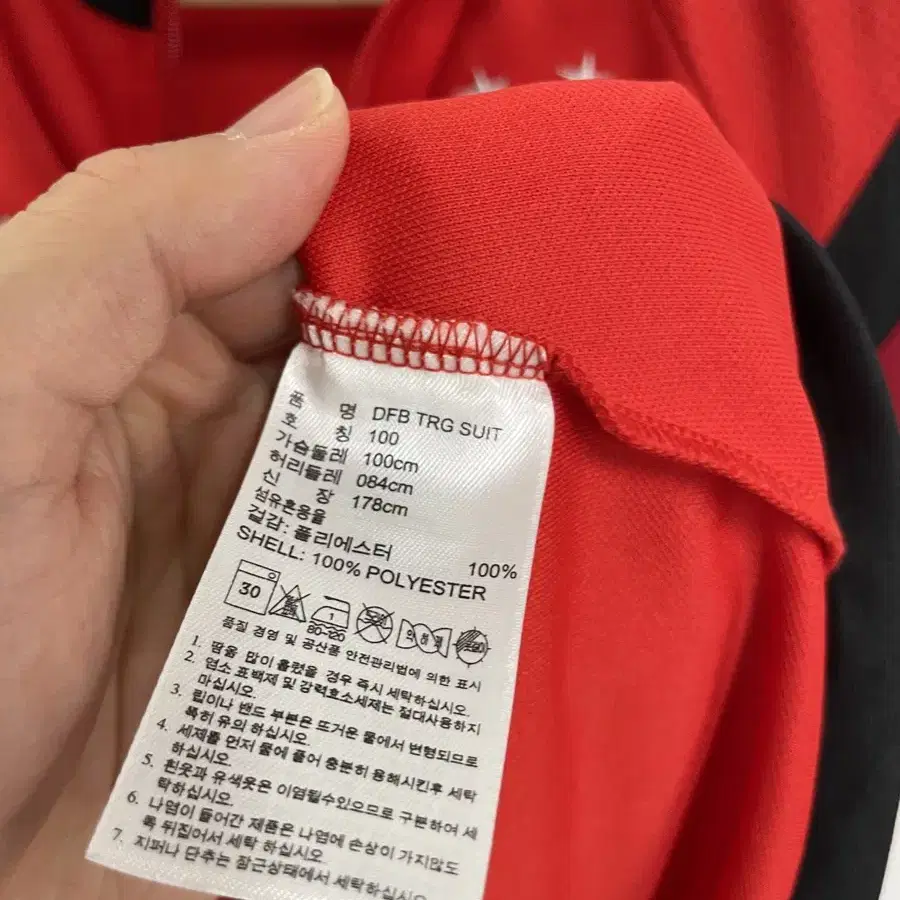 품 명 DFB TRG SUIT
호 칭 100
가슴둘레 100cm
허리둘레 084cm
신 장 178cm
섬유혼용율
겉감: 폴리에스터 100%
SHELL: 100% POLYESTER
30 1 80~120 약하게
품질 경영 및 공산품 안전관리법에 의한 표시
1. 땀을 많이 흘렸을 경우 즉시 세탁하십시오.
2. 염소 표백제 및 강력효소세제는 절대사용하지
마십시오.
3. 립이나 밴드 부분은 뜨거운 물에서 변형되므로
특히 유의 하십시오.
4. 세제를 먼저 물에 풀어 충분히 용해시킨후 세탁
하십시오.
5. 흰옷과 유색옷은 이염될수있으므로 구분하여 세
탁하십시오.
6. 나염이 들어간 제품은 나염에 손상이 가지않도
록 뒤집어서 세탁 하십시오.
7. 지퍼나 단추는 잠근상태에서 세탁하십시오.